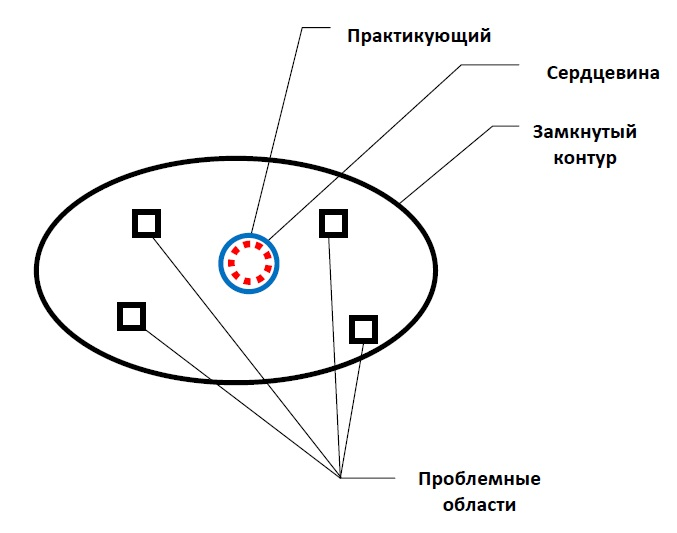 Практикующий
Сердцевина
Замкнутый
контур
Проблемные
области